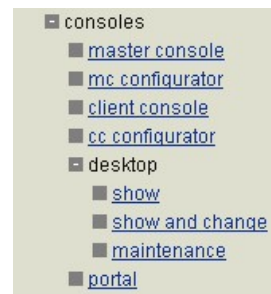 consoles
master console
mc configurator
client console
cc configurator
desktop
show
show and change
maintenance
portal